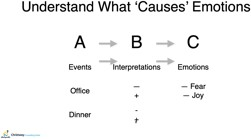 Understand What ‘Causes’ Emotions
A B C
Events Interpretations Emotions
Office — — Fear
+ — Joy
Dinner -
+